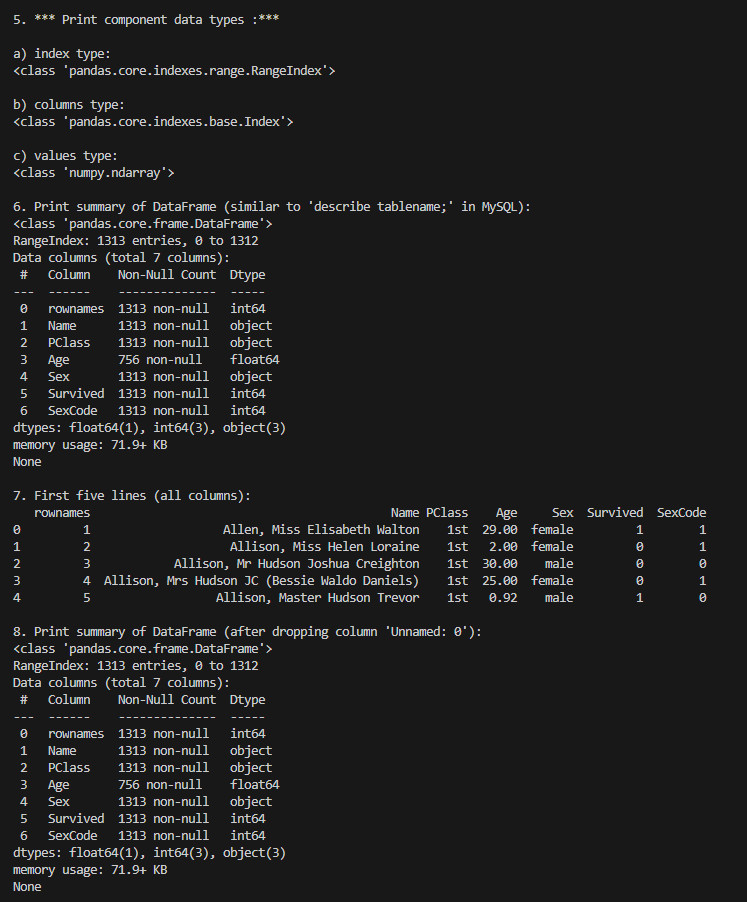 5. *** Print component data types :***
a) index type:
<class 'pandas.core.indexes.range.RangeIndex'>
b) columns type:
<class 'pandas.core.indexes.base.Index'>
c) values type:
<class 'numpy.ndarray'>
6. Print summary of DataFrame (similar to 'describe tablename;' in MySQL):
<class 'pandas.core.frame.DataFrame'>
RangeIndex: 1313 entries, 0 to 1312
Data columns (total 7 columns):
 #   Column    Non-Null Count  Dtype
---  ------    --------------  -----
 0   rownames  1313 non-null   int64
 1   Name      1313 non-null   object
 2   PClass    1313 non-null   object
 3   Age       756 non-null    float64
 4   Sex       1313 non-null   object
 5   Survived  1313 non-null   int64
 6   SexCode   1313 non-null   int64
dtypes: float64(1), int64(3), object(3)
memory usage: 71.9+ KB
None
7. First five lines (all columns):
   rownames                                           Name PClass    Age     Sex  Survived  SexCode
0         1                   Allen, Miss Elisabeth Walton    1st  29.00  female         1        1
1         2                    Allison, Miss Helen Loraine    1st   2.00  female         0        1
2         3            Allison, Mr Hudson Joshua Creighton    1st  30.00    male         0        0
3         4  Allison, Mrs Hudson JC (Bessie Waldo Daniels)    1st  25.00  female         0        1
4         5                  Allison, Master Hudson Trevor    1st   0.92    male         1        0
8. Print summary of DataFrame (after dropping column 'Unnamed: 0'):
<class 'pandas.core.frame.DataFrame'>
RangeIndex: 1313 entries, 0 to 1312
Data columns (total 7 columns):
 #   Column    Non-Null Count  Dtype
---  ------    --------------  -----
 0   rownames  1313 non-null   int64
 1   Name      1313 non-null   object
 2   PClass    1313 non-null   object
 3   Age       756 non-null    float64
 4   Sex       1313 non-null   object
 5   Survived  1313 non-null   int64
 6   SexCode   1313 non-null   int64
dtypes: float64(1), int64(3), object(3)
memory usage: 71.9+ KB
None